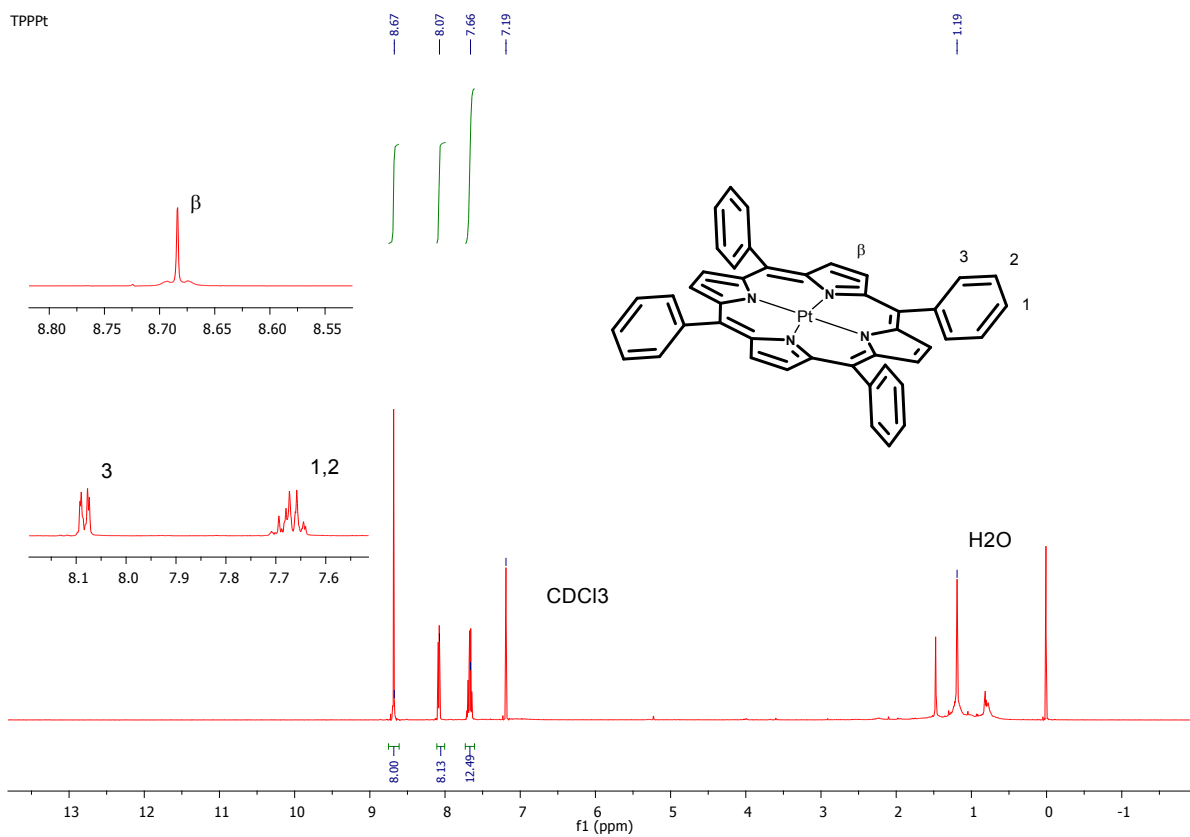 TPPPt
8.67 8.07 7.66 7.19 1.19
β
8.80 8.75 8.70 8.65 8.60 8.55
β
3
2
1
N
N
Pt
N
N
3
1,2
8.1 8.0 7.9 7.8 7.7 7.6
H2O
CDCl3
8.00 8.13 12.49
13 12 11 10 9 8 7 6 5 4 3 2 1 0 -1
f1 (ppm)